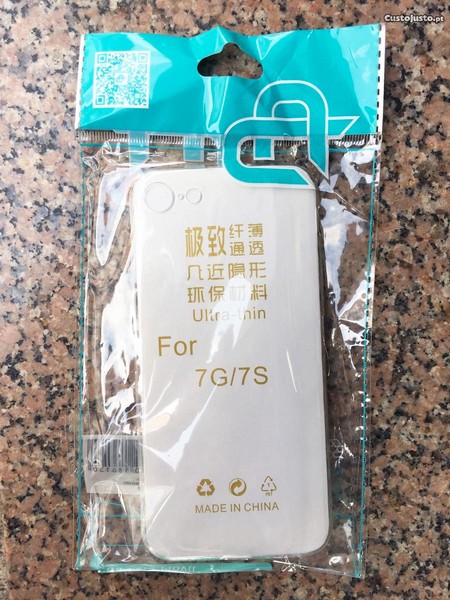 CustoJusto.pt
极致纤薄
通透
几近隐形
环保材料
Ultra-thin
For
7G/7S
MADE IN CHINA